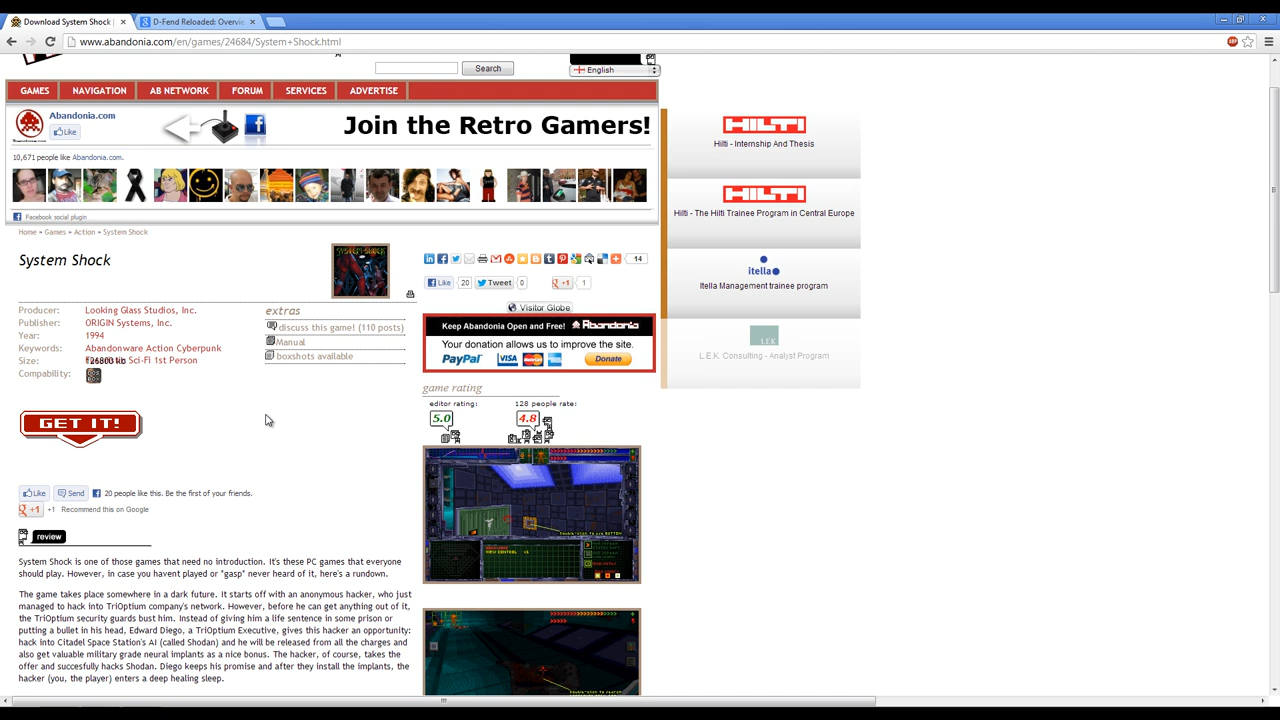 Download System Shock |
D-Fend Reloaded: Overvie
www.abandonia.com/en/games/24684/System+Shock.html
Search
English
GAMES
NAVIGATION
AB NETWORK
FORUM
SERVICES
ADVERTISE
Abandonia.com
Like
Join the Retro Gamers!
10,671 people like Abandonia.com.
Facebook social plugin
HILTI
Hilti - Internship And Thesis
HILTI
Hilti - The Hilti Trainee Program in Central Europe
itella
Itella Management trainee program
LEK
L.E.K. Consulting - Analyst Program
Home » Games » Action » System Shock
System Shock
14
Like 20 Tweet 0 +1 1
Visitor Globe
Producer: Looking Glass Studios, Inc.
Publisher: ORIGIN Systems, Inc.
Year: 1994
Keywords: Abandonware Action Cyberpunk
Sci-Fi 1st Person
Size: 26800 kb
Compability:
extras
discuss this game! (110 posts)
Manual
boxshots available
Keep Abandonia Open and Free! Abandonia
Your donation allows us to improve the site.
PayPal VISA Donate
game rating
editor rating: 128 people rate:
5.0 4.8
GET IT!
Like Send 20 people like this. Be the first of your friends.
+1 +1 Recommend this on Google
review
System Shock is one of those games that need no introduction. It's these PC games that everyone
should play. However, in case you havent played or "gasp" never heard of it, here's a rundown.
The game takes place somewhere in a dark future. It starts off with an anonymous hacker, who just
managed to hack into TriOptium company's network. However, before he can get anything out of it,
the TriOptium security guards bust him. Instead of giving him a life sentence in some prison or
putting a bullet in his head, Edward Diego, a TriOptium Executive, gives this hacker an opportunity:
hack into Citadel Space Station's AI (called Shodan) and he will be released from all the charges and
also get valuable military grade neural implants as a nice bonus. The hacker, of course, takes the
offer and succesfully hacks Shodan. Diego keeps his promise and after they install the implants, the
hacker (you, the player) enters a deep healing sleep.